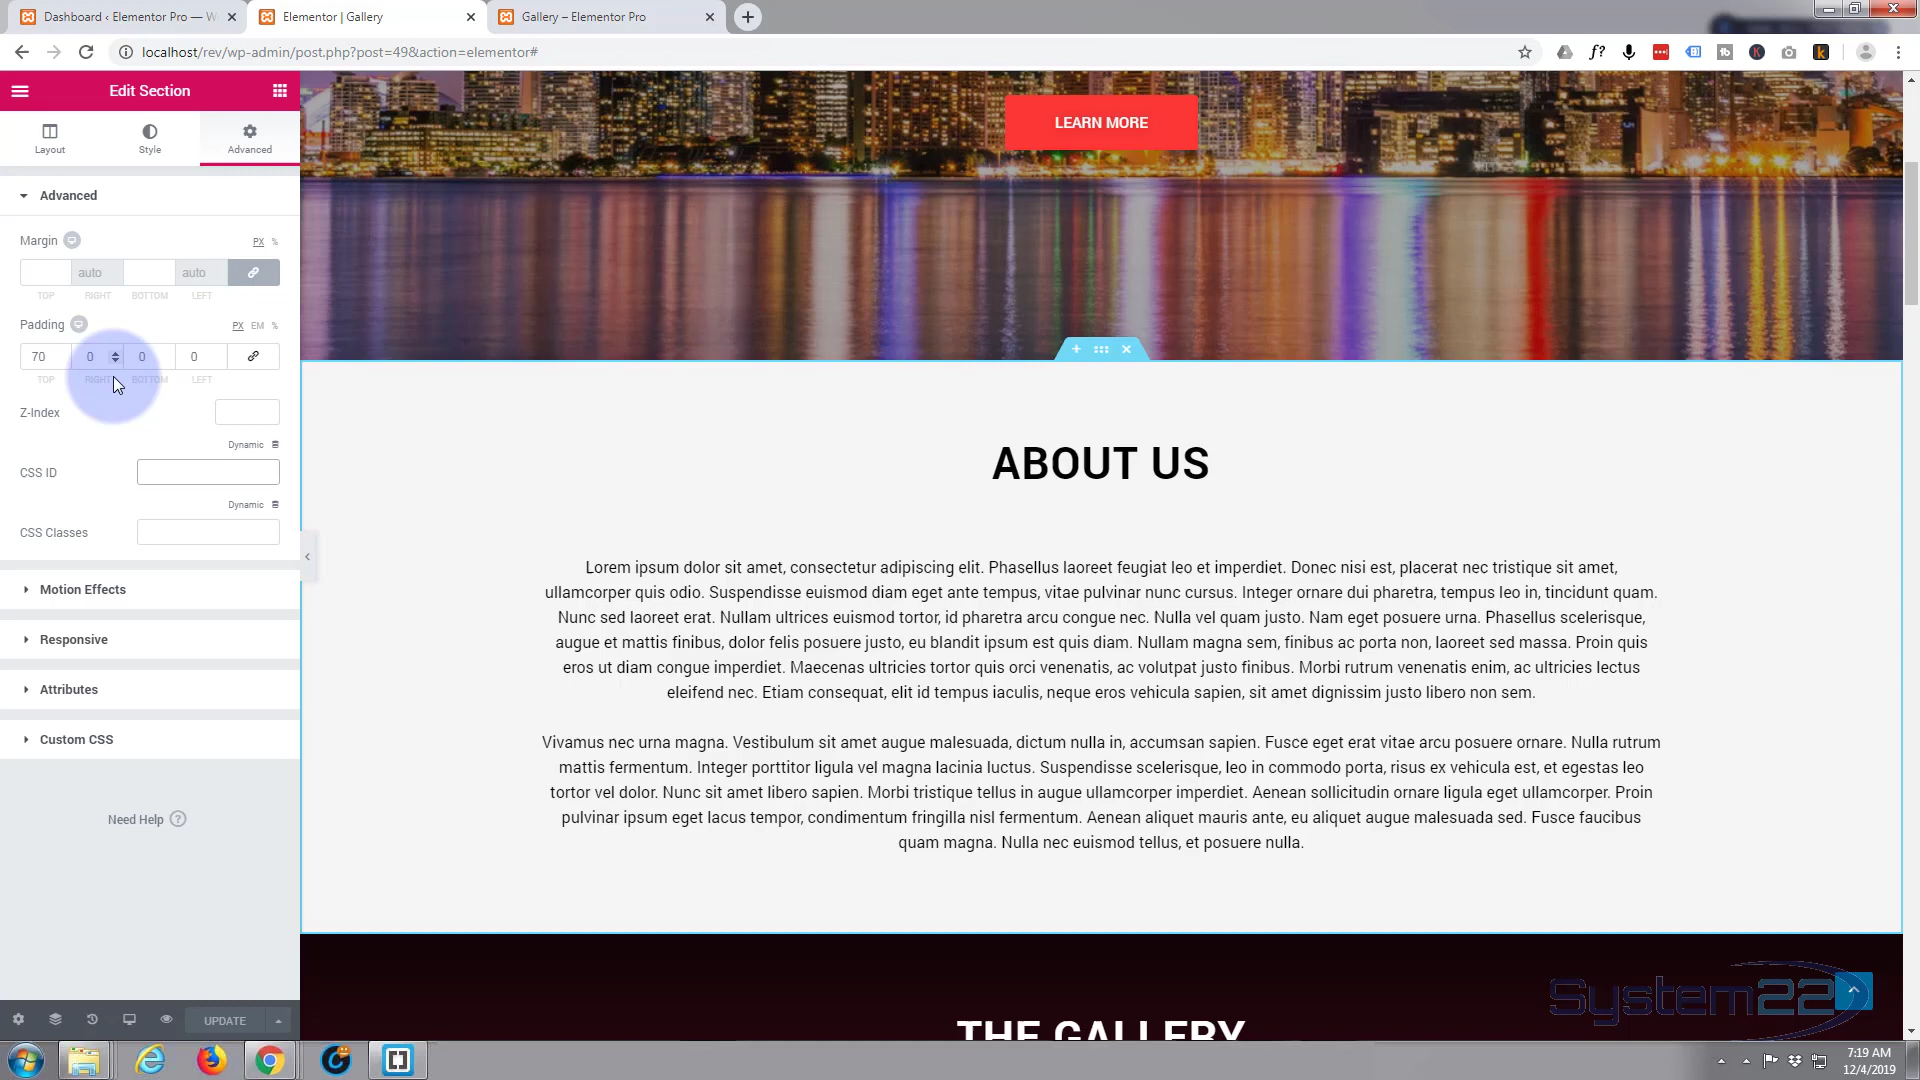 Dashboard ‹ Elementor Pro — W
Elementor | Gallery
Gallery – Elementor Pro
localhost/rev/wp-admin/post.php?post=49&action=elementor#
Edit Section
Layout
Style
Advanced
Advanced
Margin
PX %
auto auto
TOP RIGHT BOTTOM LEFT
Padding
PX EM %
70 0 0 0
TOP RIGHT BOTTOM LEFT
Z-Index
Dynamic
CSS ID
Dynamic
CSS Classes
Motion Effects
Responsive
Attributes
Custom CSS
Need Help ?
UPDATE
LEARN MORE
ABOUT US
Lorem ipsum dolor sit amet, consectetur adipiscing elit. Phasellus laoreet feugiat leo et imperdiet. Donec nisi est, placerat nec tristique sit amet,
ullamcorper quis odio. Suspendisse euismod diam eget ante tempus, vitae pulvinar nunc cursus. Integer ornare dui pharetra, tempus leo in, tincidunt quam.
Nunc sed laoreet erat. Nullam ultrices euismod tortor, id pharetra arcu congue nec. Nulla vel quam justo. Nam eget posuere urna. Phasellus scelerisque,
augue et mattis finibus, dolor felis posuere justo, eu blandit ipsum est quis diam. Nullam magna sem, finibus ac porta non, laoreet sed massa. Proin quis
eros ut diam congue imperdiet. Maecenas ultricies tortor quis orci venenatis, ac volutpat justo finibus. Morbi rutrum venenatis enim, ac ultricies lectus
eleifend nec. Etiam consequat, elit id tempus iaculis, neque eros vehicula sapien, sit amet dignissim justo libero non sem.
Vivamus nec urna magna. Vestibulum sit amet augue malesuada, dictum nulla in, accumsan sapien. Fusce eget erat vitae arcu posuere ornare. Nulla rutrum
mattis fermentum. Integer porttitor ligula vel magna lacinia luctus. Suspendisse scelerisque, leo in commodo porta, risus ex vehicula est, et egestas leo
tortor vel dolor. Nunc sit amet libero sapien. Morbi tristique tellus in augue ullamcorper imperdiet. Aenean sollicitudin ornare ligula eget ullamcorper. Proin
pulvinar ipsum eget lacus tempor, condimentum fringilla nisl fermentum. Aenean aliquet mauris ante, eu aliquet augue malesuada sed. Fusce faucibus
quam magna. Nulla nec euismod tellus, et posuere nulla.
THE GALLERY
System22
7:19 AM
12/4/2019